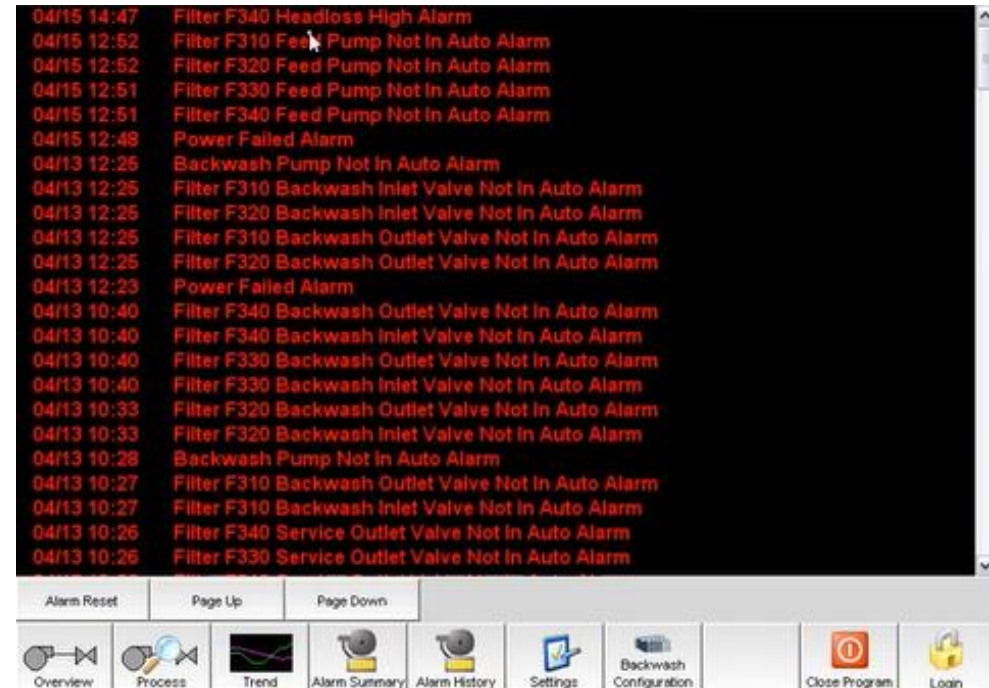 04/15 14:47 Filter F340 Headloss High Alarm
04/15 12:52 Filter F310 Feed Pump Not In Auto Alarm
04/15 12:52 Filter F320 Feed Pump Not In Auto Alarm
04/15 12:51 Filter F330 Feed Pump Not In Auto Alarm
04/15 12:51 Filter F340 Feed Pump Not In Auto Alarm
04/15 12:48 Power Failed Alarm
04/13 12:25 Backwash Pump Not In Auto Alarm
04/13 12:25 Filter F310 Backwash Inlet Valve Not In Auto Alarm
04/13 12:25 Filter F320 Backwash Inlet Valve Not In Auto Alarm
04/13 12:25 Filter F310 Backwash Outlet Valve Not In Auto Alarm
04/13 12:25 Filter F320 Backwash Outlet Valve Not In Auto Alarm
04/13 12:23 Power Failed Alarm
04/13 10:40 Filter F340 Backwash Outlet Valve Not In Auto Alarm
04/13 10:40 Filter F340 Backwash Inlet Valve Not In Auto Alarm
04/13 10:40 Filter F330 Backwash Outlet Valve Not In Auto Alarm
04/13 10:40 Filter F330 Backwash Inlet Valve Not In Auto Alarm
04/13 10:33 Filter F320 Backwash Outlet Valve Not In Auto Alarm
04/13 10:33 Filter F320 Backwash Inlet Valve Not In Auto Alarm
04/13 10:28 Backwash Pump Not In Auto Alarm
04/13 10:27 Filter F310 Backwash Outlet Valve Not In Auto Alarm
04/13 10:27 Filter F310 Backwash Inlet Valve Not In Auto Alarm
04/13 10:26 Filter F340 Service Outlet Valve Not In Auto Alarm
04/13 10:26 Filter F330 Service Outlet Valve Not In Auto Alarm
Alarm Reset Page Up Page Down
Overview Process Trend Alarm Summary Alarm History Settings Backwash Configuration Close Program Login